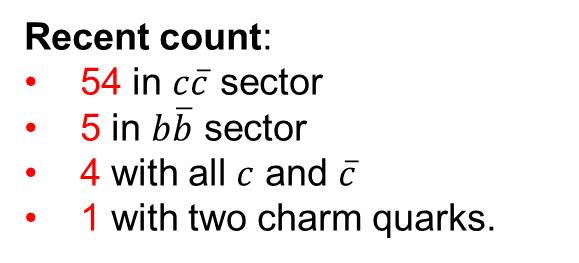 Recent count:
• 54 in cc̄ sector
• 5 in bb̄ sector
• 4 with all c and c̄
• 1 with two charm quarks.